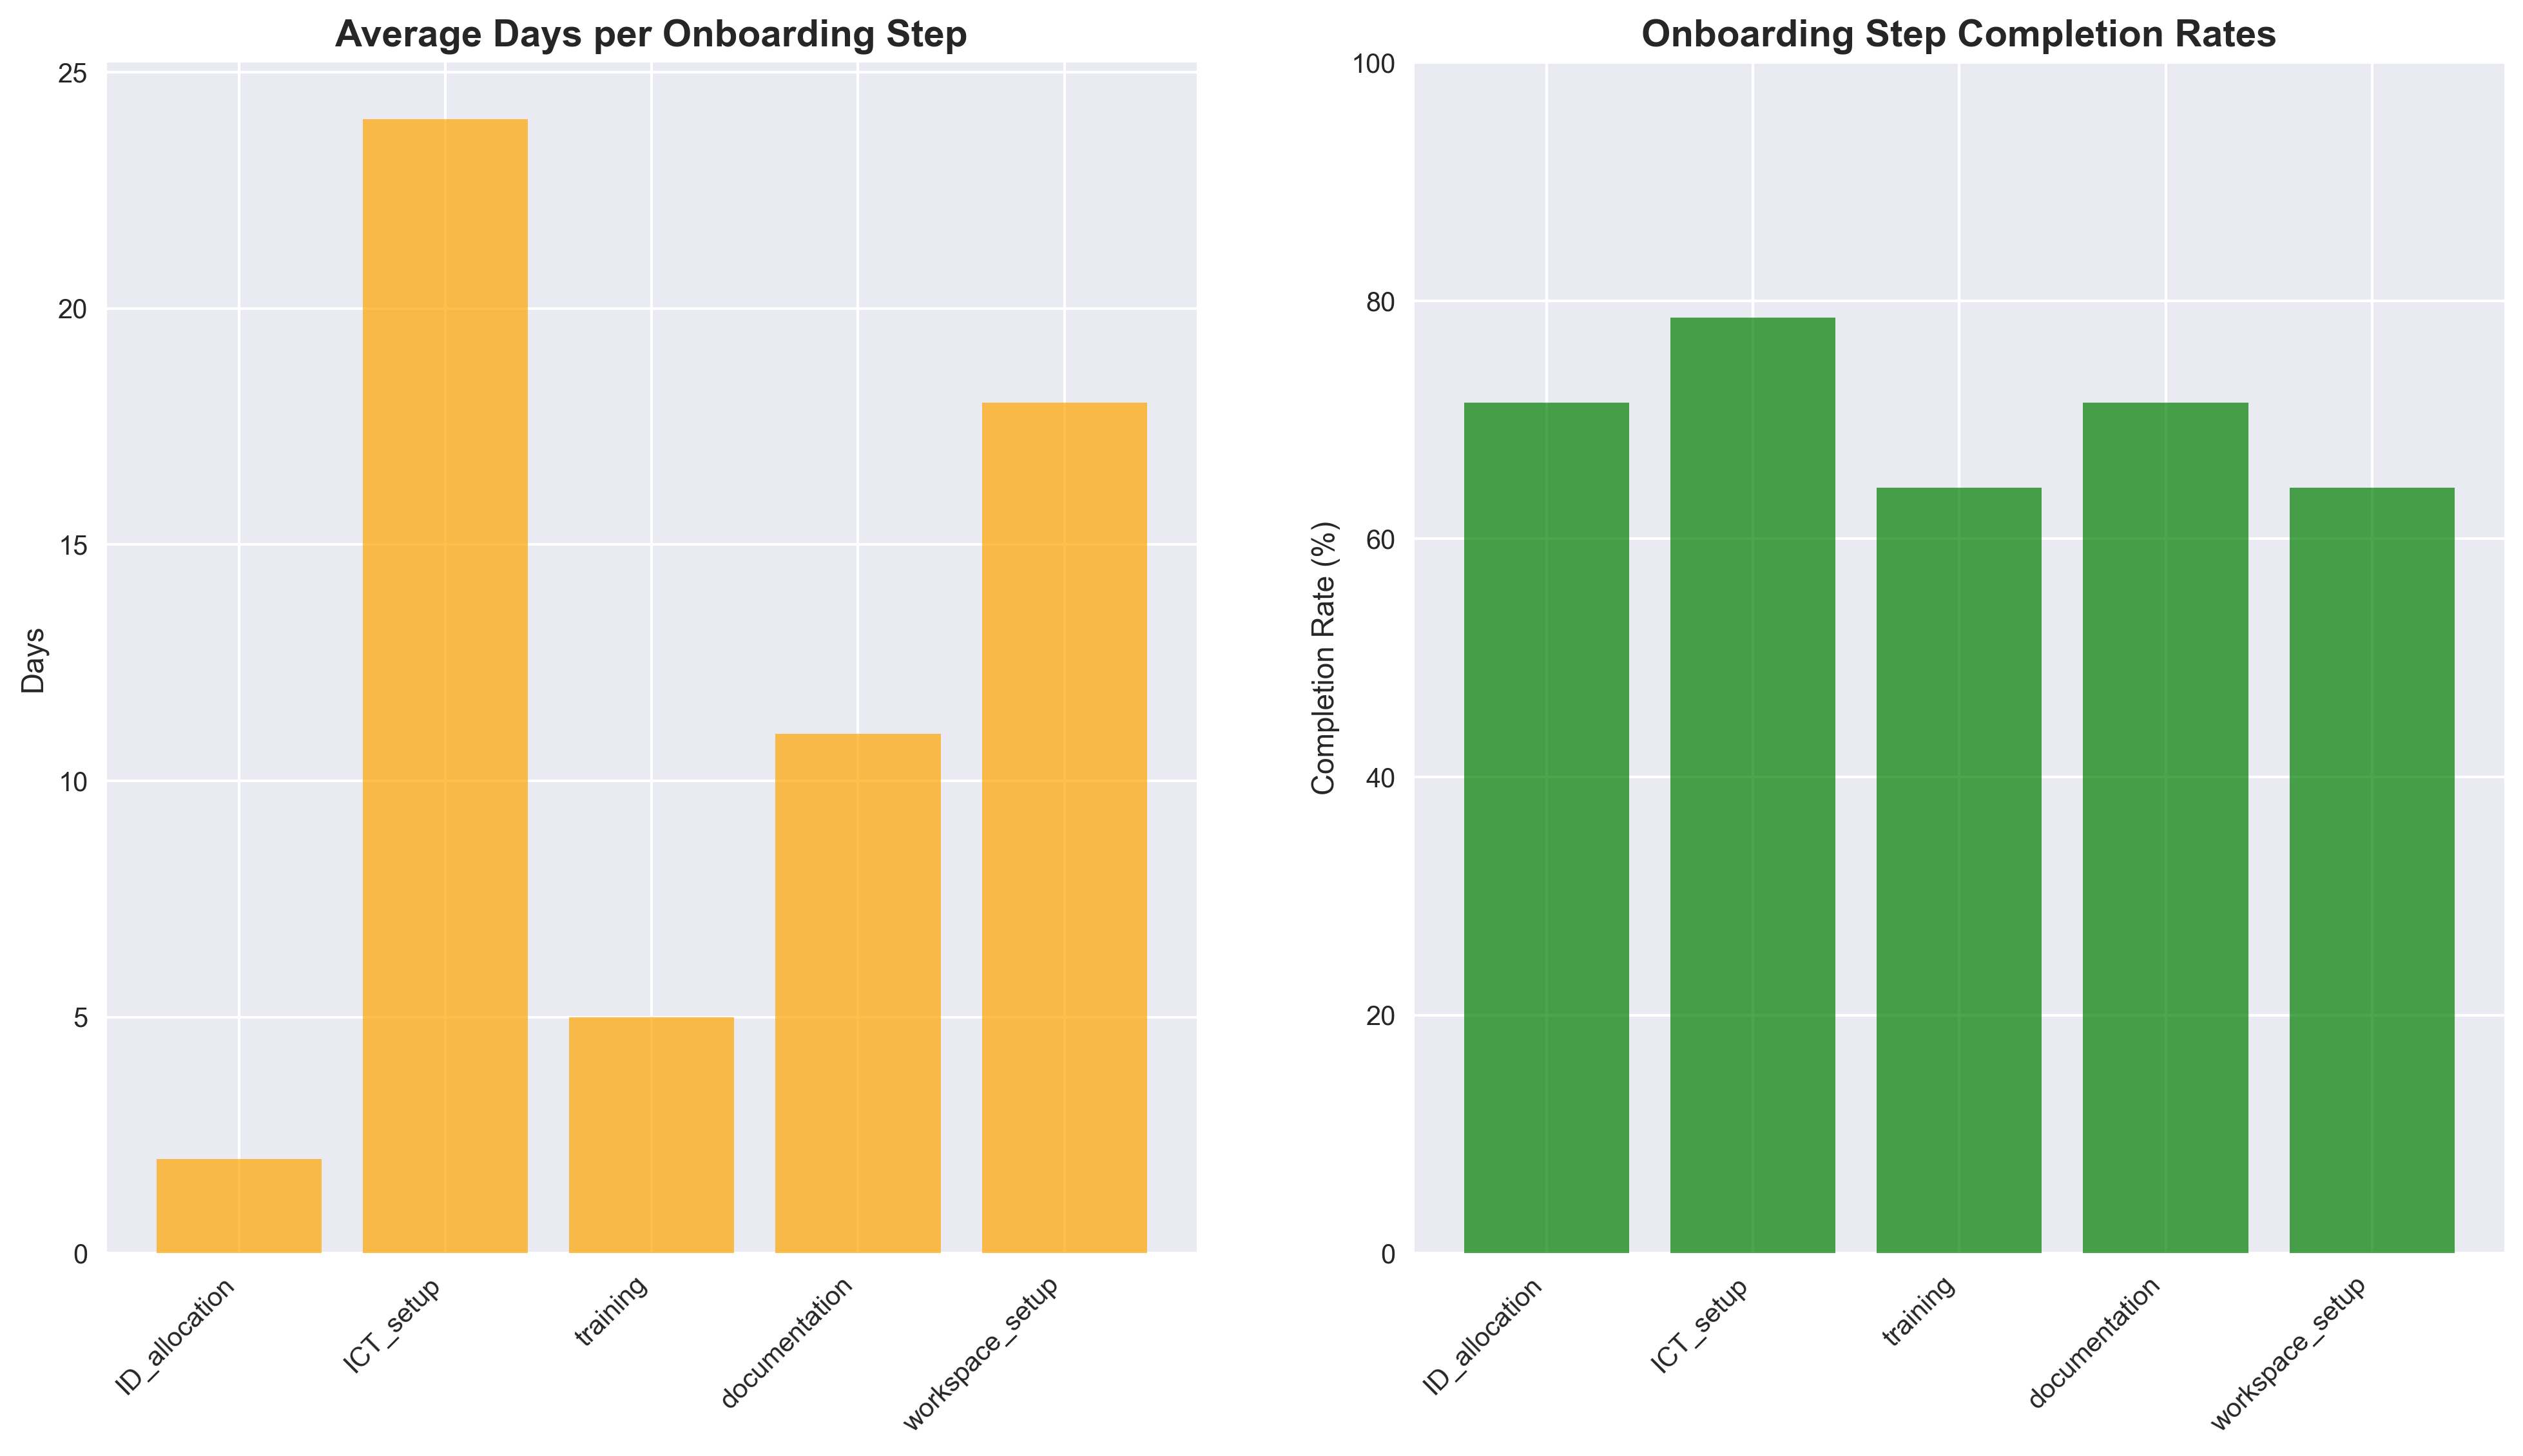 Average Days per Onboarding Step
25
20
15
10
5
0
Days
ID_allocation
ICT_setup
training
documentation
workspace_setup
Onboarding Step Completion Rates
100
80
60
40
20
0
Completion Rate (%)
ID_allocation
ICT_setup
training
documentation
workspace_setup